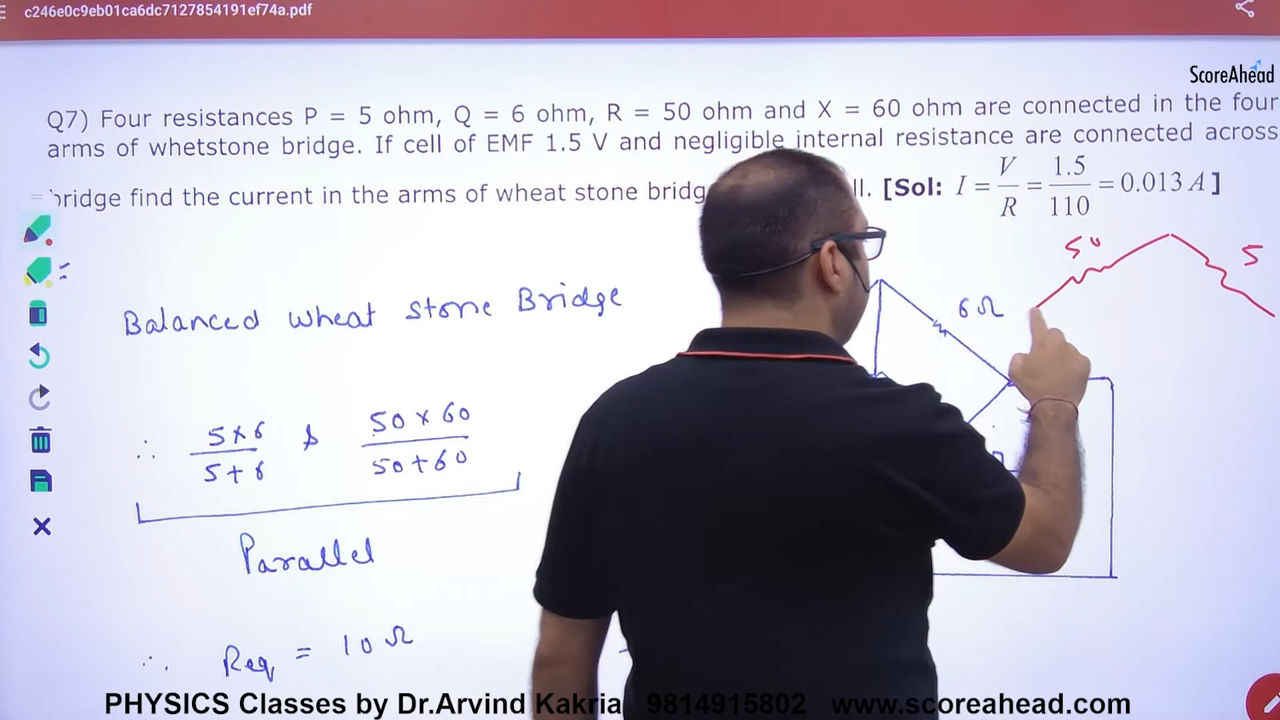 c246e0c9eb01ca6dc7127854191ef74a.pdf
ScoreAhead
Q7) Four resistances P = 5 ohm, Q = 6 ohm, R = 50 ohm and X = 60 ohm are connected in the four
arms of whetstone bridge. If cell of EMF 1.5 V and negligible internal resistance are connected across
bridge find the current in the arms of wheat stone bridg ll. [Sol: I = V/R = 1.5/110 = 0.013 A]
50
5
6 Ω
Balanced wheat stone Bridge
∴ 5×6/5+6 & 50×60/50+60
Parallel
∴ Req = 10 Ω
PHYSICS Classes by Dr.Arvind Kakria 9814915802 www.scoreahead.com